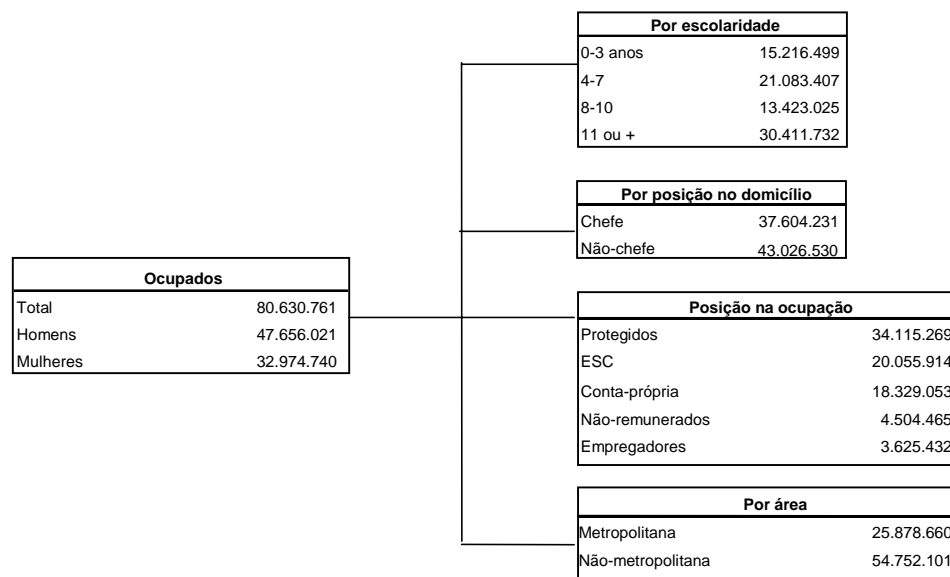 Por escolaridade
0-3 anos 15.216.499
4-7 21.083.407
8-10 13.423.025
11 ou + 30.411.732
Por posição no domicílio
Chefe 37.604.231
Não-chefe 43.026.530
Ocupados
Total 80.630.761
Homens 47.656.021
Mulheres 32.974.740
Posição na ocupação
Protegidos 34.115.269
ESC 20.055.914
Conta-própria 18.329.053
Não-remunerados 4.504.465
Empregadores 3.625.432
Por área
Metropolitana 25.878.660
Não-metropolitana 54.752.101